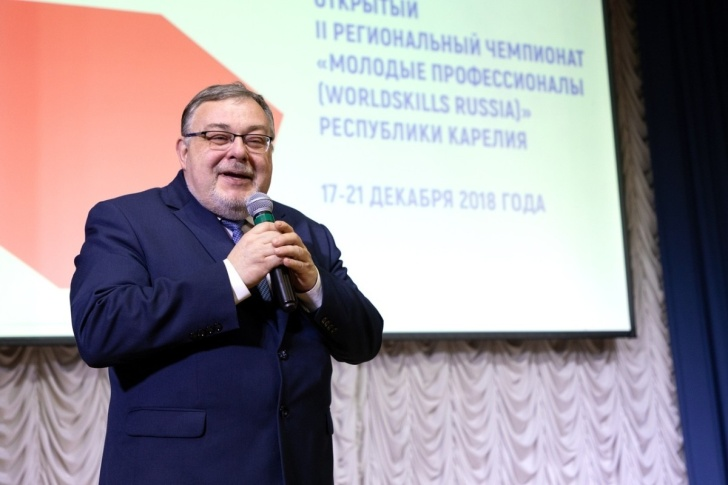 ОТКРЫТЫЙ
II РЕГИОНАЛЬНЫЙ ЧЕМПИОНАТ
«МОЛОДЫЕ ПРОФЕССИОНАЛЫ
(WORLDSKILLS RUSSIA)»
РЕСПУБЛИКИ КАРЕЛИЯ
17-21 ДЕКАБРЯ 2018 ГОДА